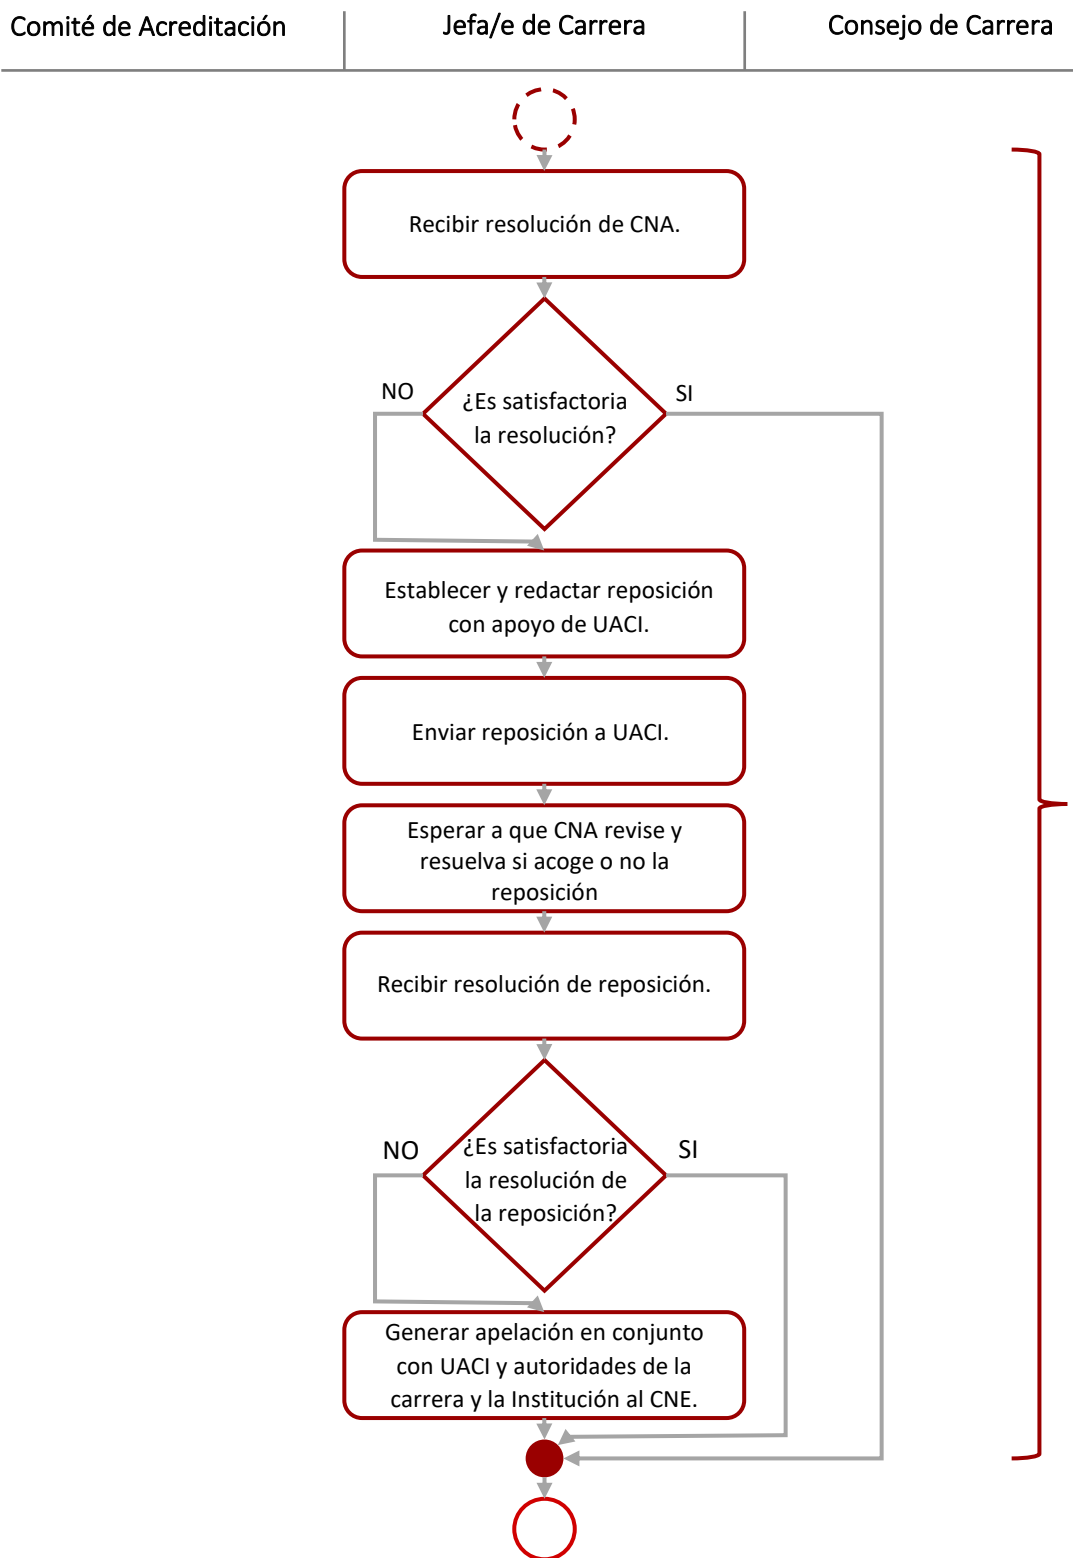 Comité de Acreditación
Jefa/e de Carrera
Consejo de Carrera
Recibir resolución de CNA.
NO
SI
¿Es satisfactoria
la resolución?
Establecer y redactar reposición
con apoyo de UACI.
Enviar reposición a UACI.
Esperar a que CNA revise y
resuelva si acoge o no la
reposición
Recibir resolución de reposición.
NO
SI
¿Es satisfactoria
la resolución de
la reposición?
Generar apelación en conjunto
con UACI y autoridades de la
carrera y la Institución al CNE.